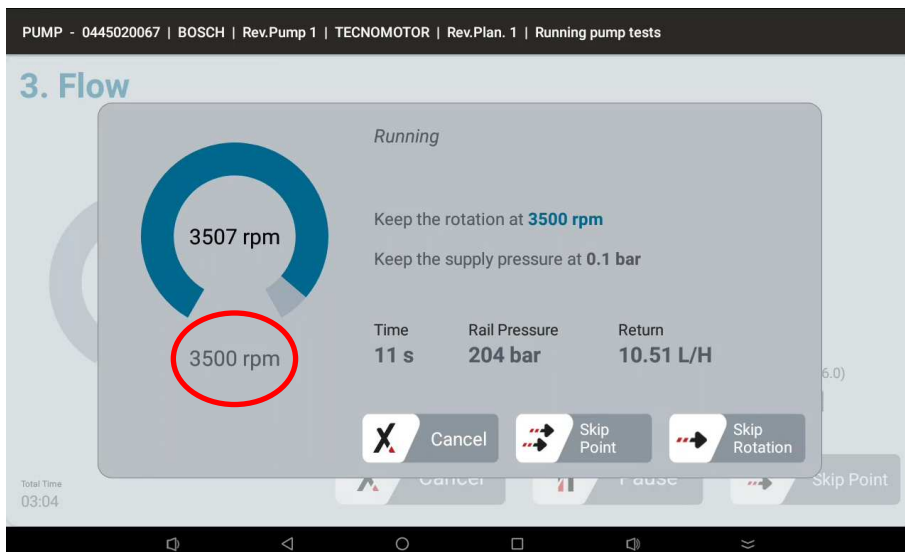 PUMP - 0445020067 | BOSCH | Rev.Pump 1 | TECNOMOTOR | Rev.Plan. 1 | Running pump tests
3. Flow
Running
3507 rpm
Keep the rotation at 3500 rpm
Keep the supply pressure at 0.1 bar
3500 rpm
Time Rail Pressure Return
11 s 204 bar 10.51 L/H
6.0)
Cancel
Skip
Point
Skip
Rotation
Total Time
03:04
Cancel
Pause
Skip Point